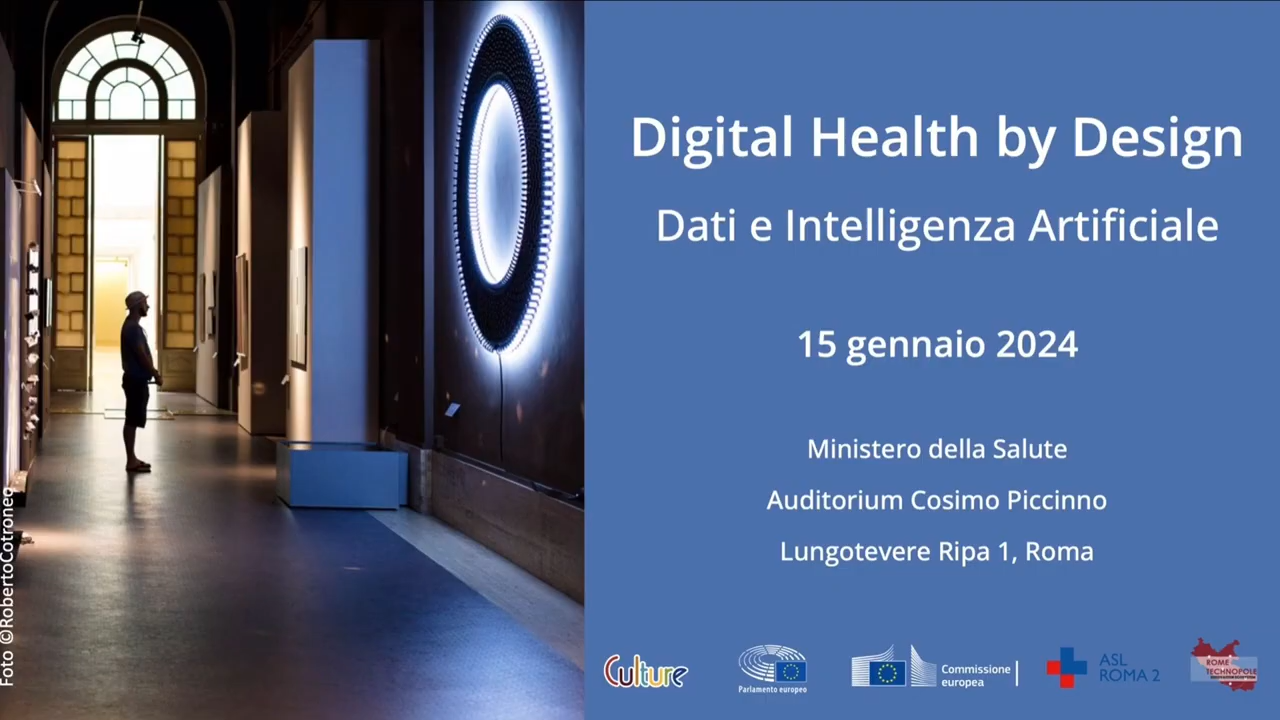 Digital Health by Design
Dati e Intelligenza Artificiale
15 gennaio 2024
Ministero della Salute
Auditorium Cosimo Piccinno
Lungotevere Ripa 1, Roma
Foto ©RobertoCotroneo
Culture
Parlamento europeo
Commissione
europea
ASL
ROMA 2
ROME
TECHNOPOLE